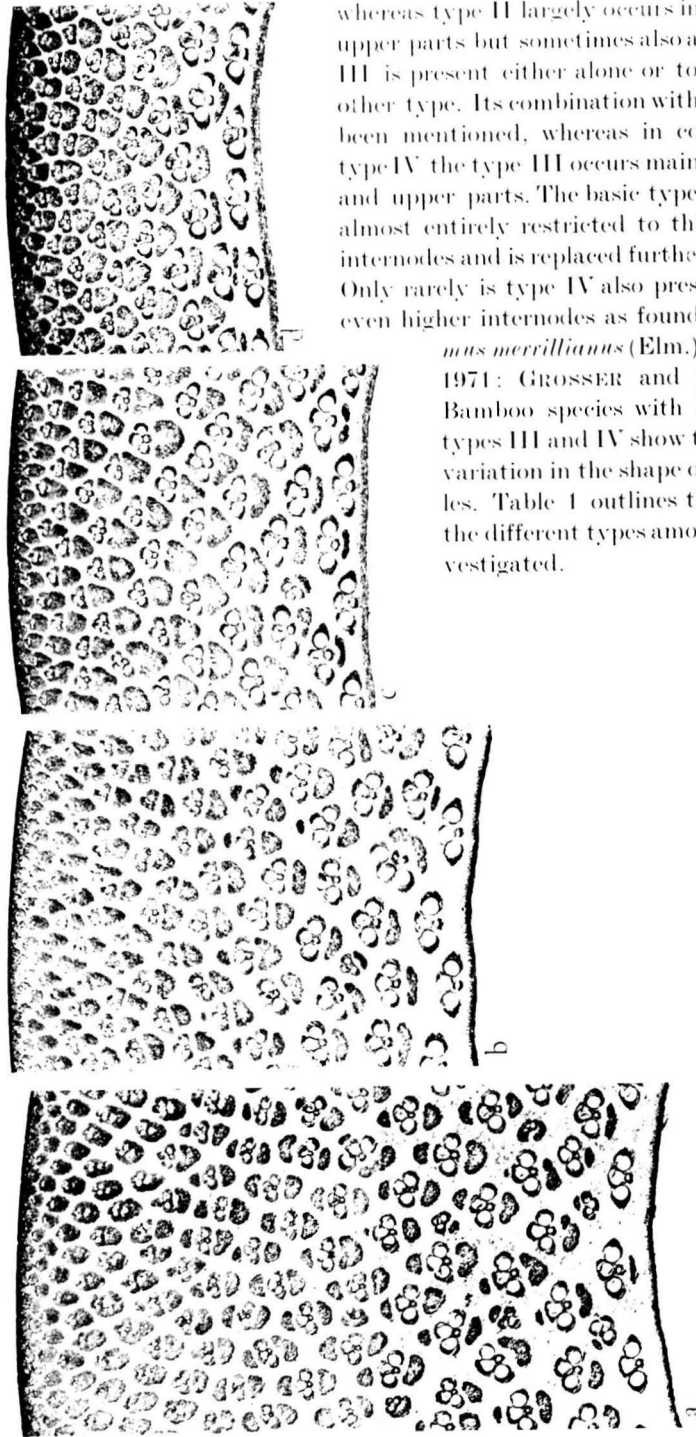 whereas type II largely occurs in
upper parts but sometimes also a
III is present either alone or to
other type. Its combination with
been mentioned, whereas in co
type IV the type III occurs main
and upper parts. The basic type
almost entirely restricted to th
internodes and is replaced furthe
Only rarely is type IV also pres
even higher internodes as found
mus merrillianus (Elm.)
1971: GROSSER and
Bamboo species with
types III and IV show t
variation in the shape o
les. Table 1 outlines t
the different types amo
vestigated.
c
b
a